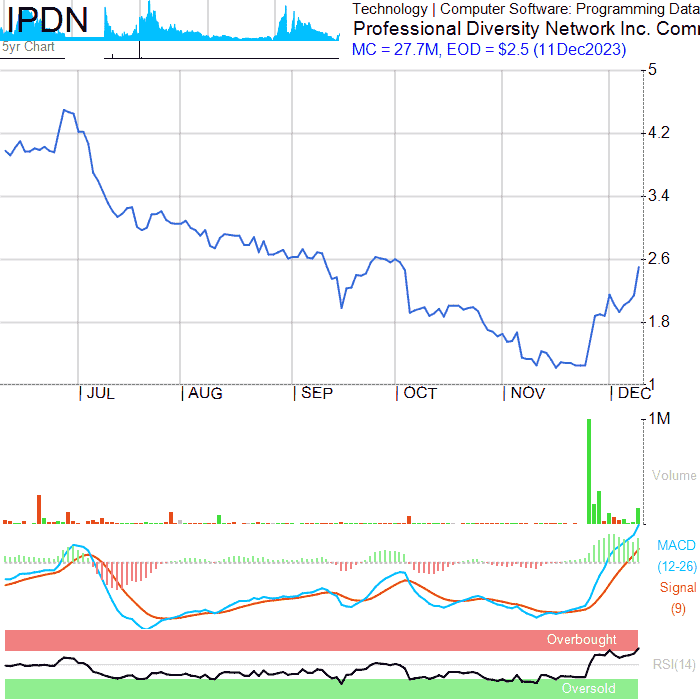 IPDN
5yr Chart
Technology | Computer Software: Programming Data
Professional Diversity Network Inc. Com
MC = 27.7M, EOD = $2.5 (11Dec2023)
5
4.2
3.4
2.6
1.8
1
JUL AUG SEP OCT NOV DEC
1M
Volume
MACD
(12-26)
Signal
(9)
Overbought
RSI(14)
Oversold